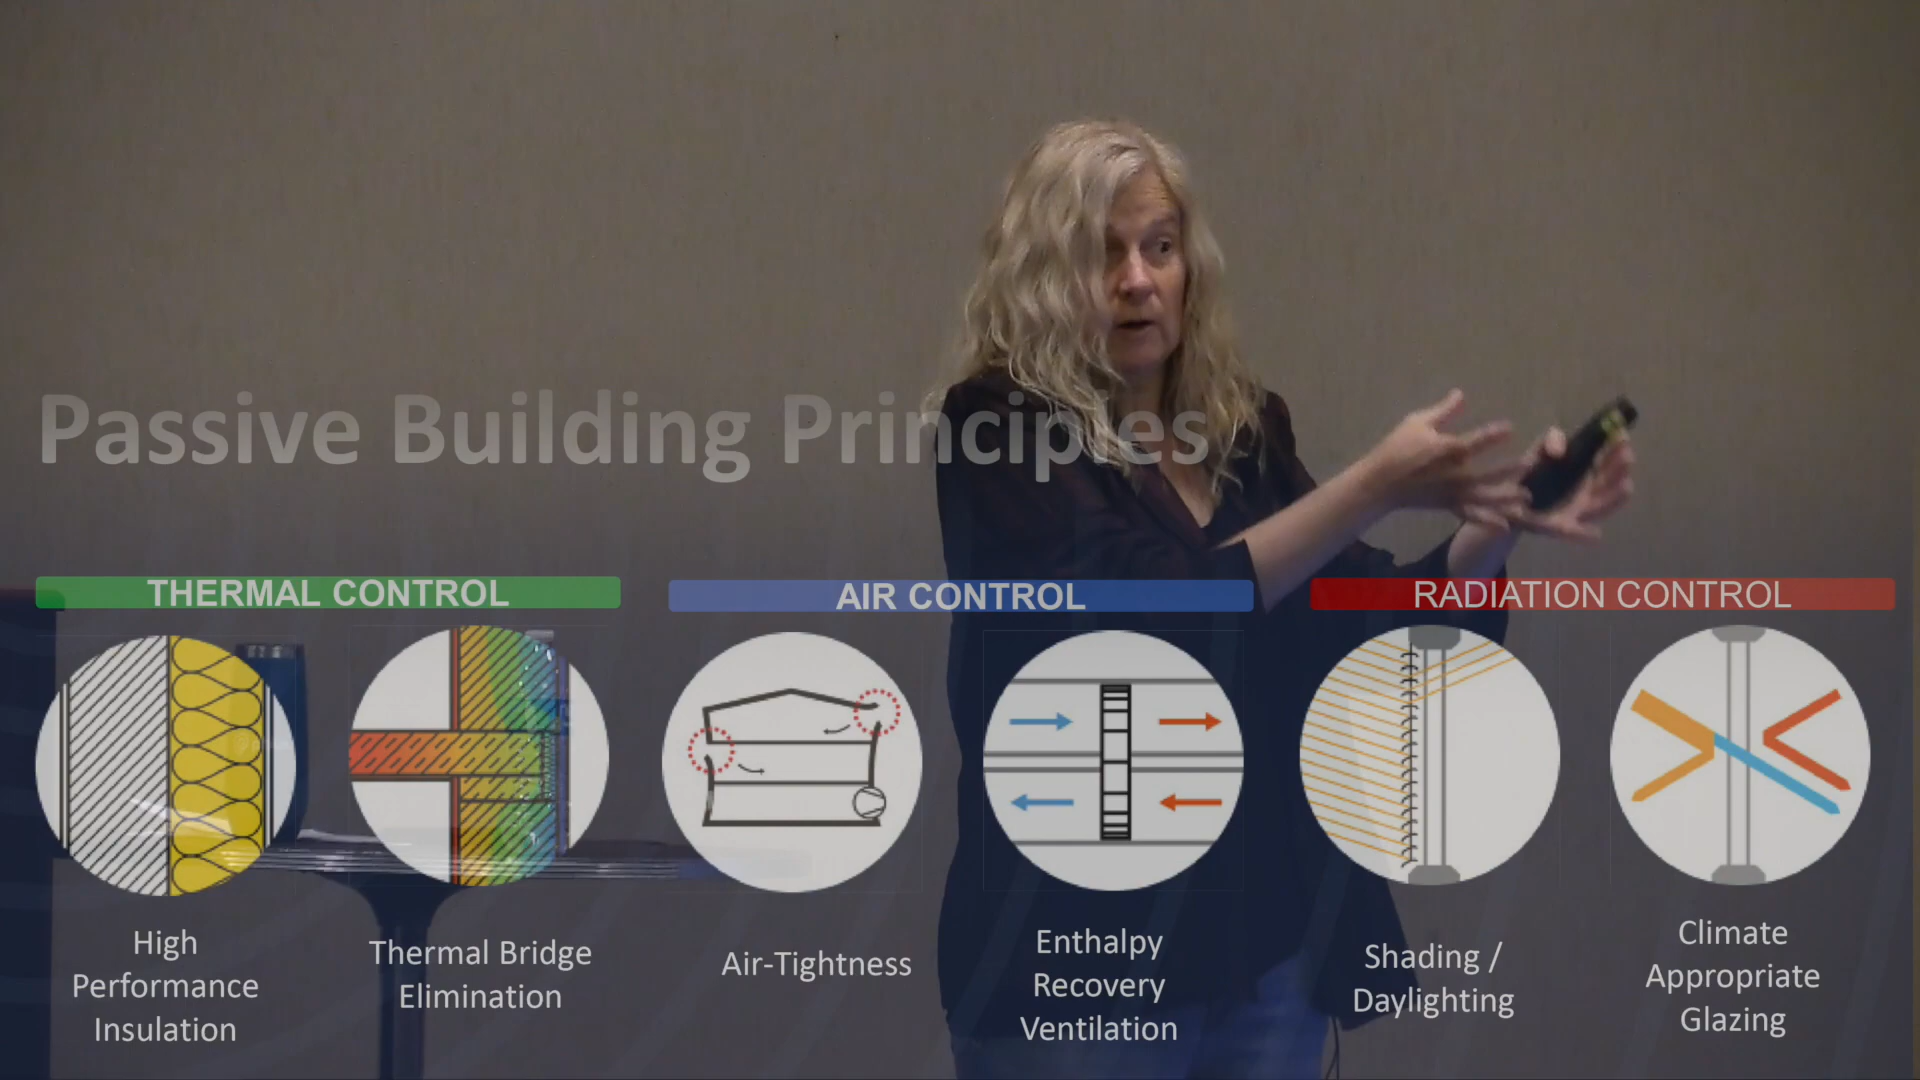 Passive Building Principles
THERMAL CONTROL
AIR CONTROL
RADIATION CONTROL
High
Performance
Insulation
Thermal Bridge
Elimination
Air-Tightness
Enthalpy
Recovery
Ventilation
Shading /
Daylighting
Climate
Appropriate
Glazing